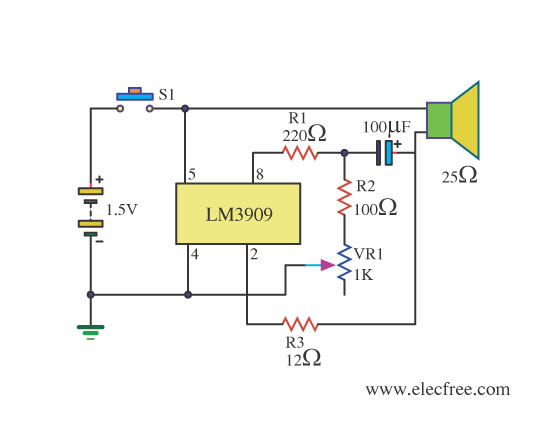 S1
R1
220Ω
100µF
+
5
8
R2
100Ω
25Ω
+
1.5V
−
LM3909
4
2
VR1
1K
R3
12Ω
www.elecfree.com